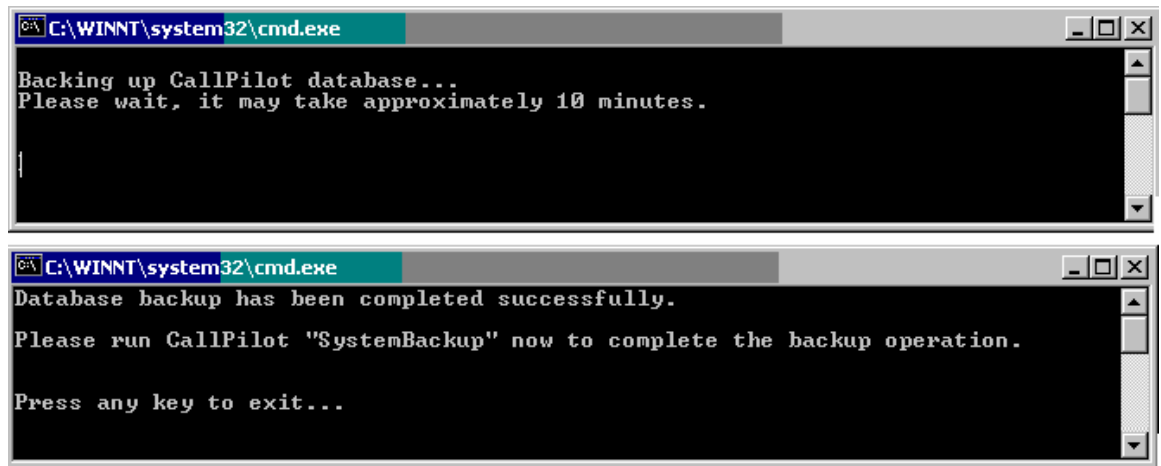 C:\WINNT\system32\cmd.exe
Backing up CallPilot database...
Please wait, it may take approximately 10 minutes.
C:\WINNT\system32\cmd.exe
Database backup has been completed successfully.
Please run CallPilot "SystemBackup" now to complete the backup operation.
Press any key to exit...